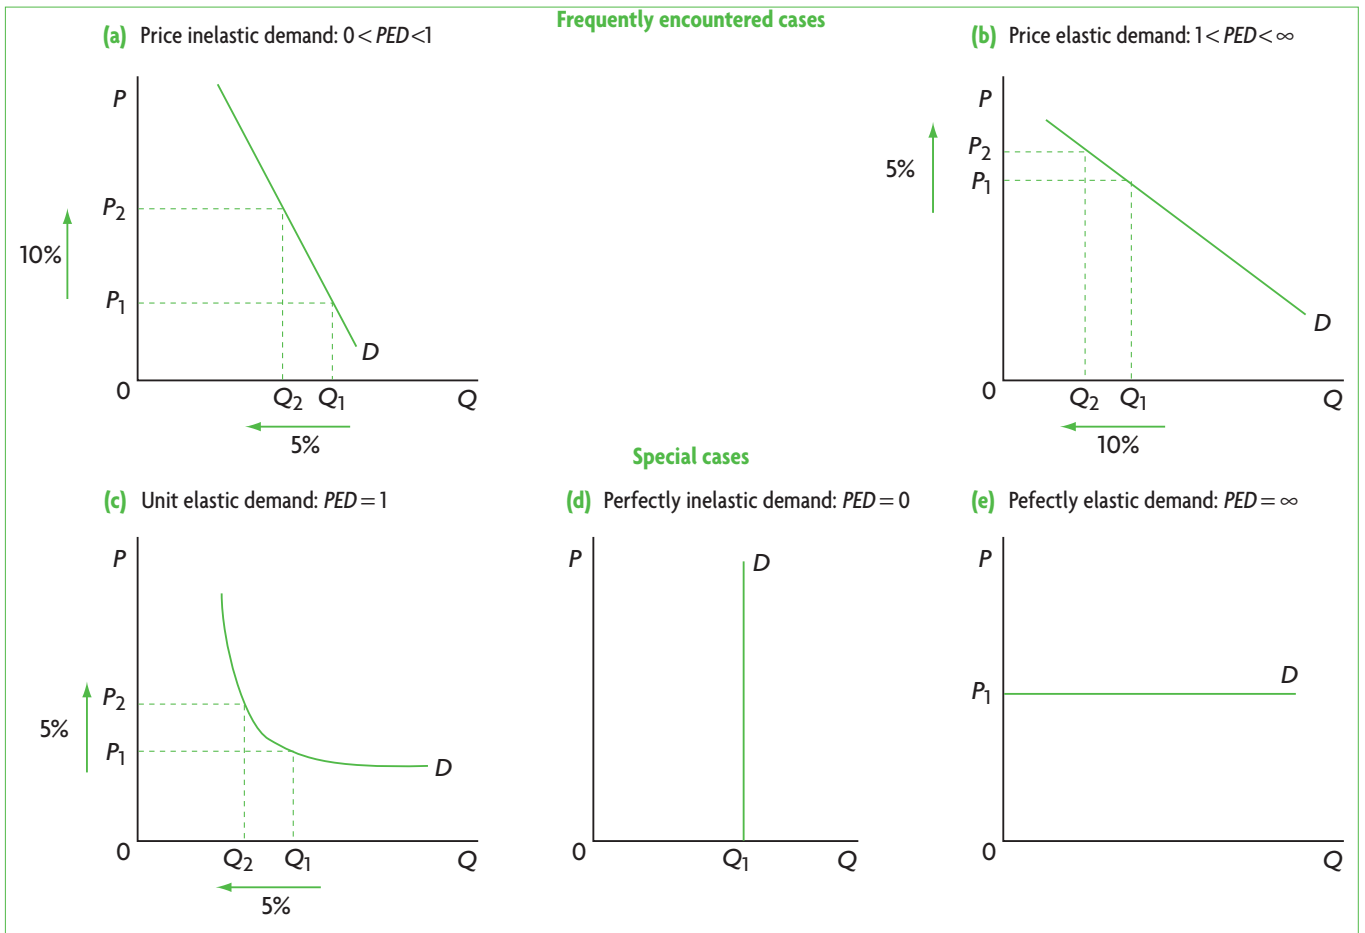 Frequently encountered cases
(a) Price inelastic demand: 0 < PED < 1
P
P2
10%
P1
D
0
Q2 Q1 Q
5%
(b) Price elastic demand: 1 < PED < ∞
P
P2
5%
P1
D
0
Q2 Q1 Q
10%
Special cases
(c) Unit elastic demand: PED = 1
P
P2
5%
P1
D
0
Q2 Q1 Q
5%
(d) Perfectly inelastic demand: PED = 0
P
D
0
Q1 Q
(e) Pefectly elastic demand: PED = ∞
P
D
P1
0
Q